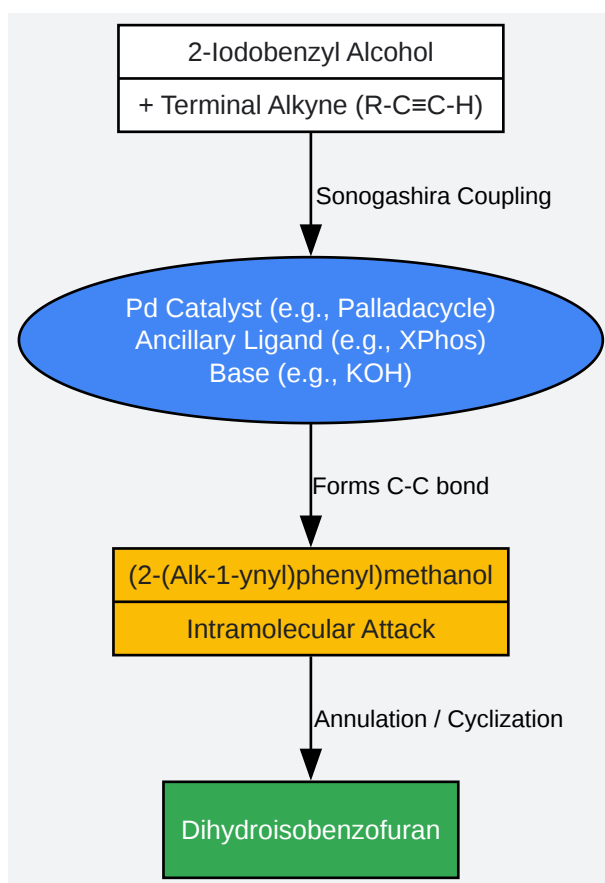 2-Iodobenzyl Alcohol
+ Terminal Alkyne (R-C≡C-H)
Sonogashira Coupling
Pd Catalyst (e.g., Palladacycle)
Ancillary Ligand (e.g., XPhos)
Base (e.g., KOH)
Forms C-C bond
(2-(Alk-1-ynyl)phenyl)methanol
Intramolecular Attack
Annulation / Cyclization
Dihydroisobenzofuran